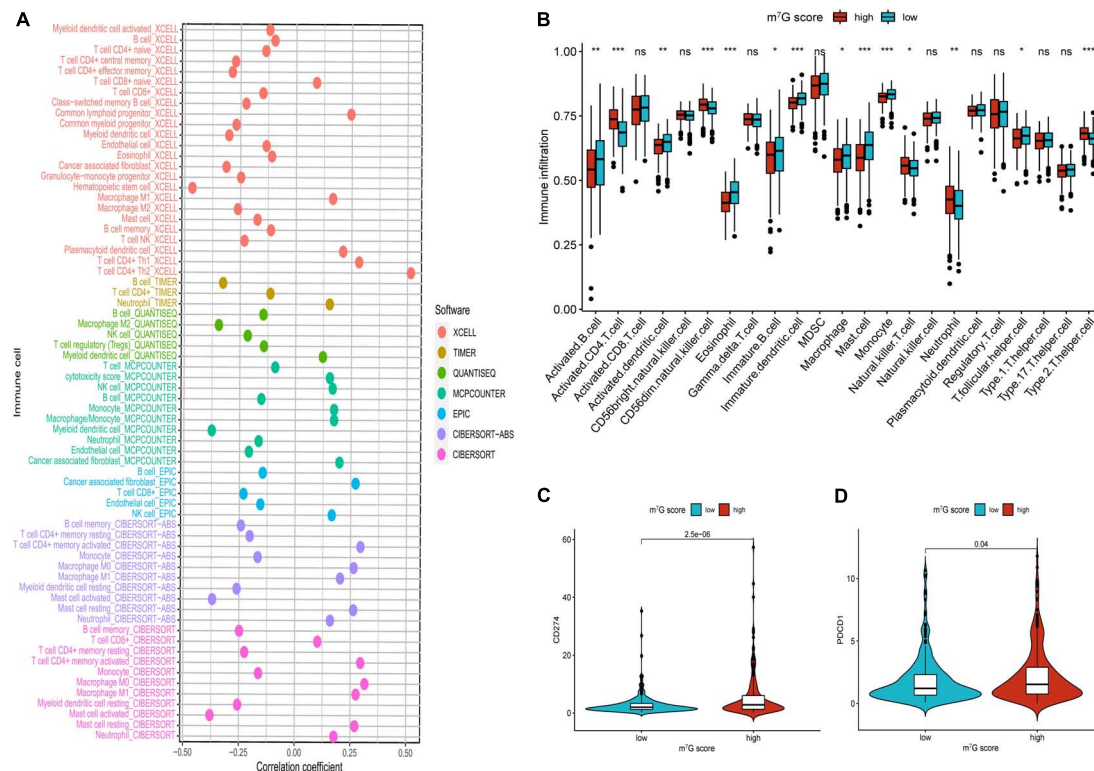 A
Immune cell
Myeloid dendritic cell activated_XCELL
B cell_XCELL
T cell CD4+ naive_XCELL
T cell CD4+ central memory_XCELL
T cell CD4+ effector memory_XCELL
T cell CD8+ naive_XCELL
T cell CD8+_XCELL
Class-switched memory B cell_XCELL
Common lymphoid progenitor_XCELL
Common myeloid progenitor_XCELL
Myeloid dendritic cell_XCELL
Endothelial cell_XCELL
Eosinophil_XCELL
Cancer associated fibroblast_XCELL
Granulocyte-monocyte progenitor_XCELL
Hematopoietic stem cell_XCELL
Macrophage M1_XCELL
Macrophage M2_XCELL
Mast cell_XCELL
B cell memory_XCELL
T cell NK_XCELL
Plasmacytoid dendritic cell_XCELL
T cell CD4+ Th1_XCELL
T cell CD4+ Th2_XCELL
B cell_TIMER
T cell CD4+_TIMER
Neutrophil_TIMER
B cell_QUANTISEQ
Macrophage M2_QUANTISEQ
NK cell_QUANTISEQ
T cell regulatory (Tregs)_QUANTISEQ
Myeloid dendritic cell_QUANTISEQ
T cell_MCPCOUNTER
cytotoxicity score_MCPCOUNTER
NK cell_MCPCOUNTER
B cell_MCPCOUNTER
Monocyte_MCPCOUNTER
Macrophage/Monocyte_MCPCOUNTER
Myeloid dendritic cell_MCPCOUNTER
Neutrophil_MCPCOUNTER
Endothelial cell_MCPCOUNTER
Cancer associated fibroblast_MCPCOUNTER
B cell_EPIC
Cancer associated fibroblast_EPIC
T cell CD8+_EPIC
Endothelial cell_EPIC
NK cell_EPIC
B cell memory_CIBERSORT-ABS
T cell CD4+ memory resting_CIBERSORT-ABS
T cell CD4+ memory activated_CIBERSORT-ABS
Monocyte_CIBERSORT-ABS
Macrophage M0_CIBERSORT-ABS
Macrophage M1_CIBERSORT-ABS
Myeloid dendritic cell resting_CIBERSORT-ABS
Mast cell activated_CIBERSORT-ABS
Mast cell resting_CIBERSORT-ABS
Neutrophil_CIBERSORT-ABS
B cell memory_CIBERSORT
T cell CD8+_CIBERSORT
T cell CD4+ memory resting_CIBERSORT
T cell CD4+ memory activated_CIBERSORT
Monocyte_CIBERSORT
Macrophage M0_CIBERSORT
Macrophage M1_CIBERSORT
Myeloid dendritic cell resting_CIBERSORT
Mast cell activated_CIBERSORT
Mast cell resting_CIBERSORT
Neutrophil_CIBERSORT
−0.50 −0.25 0.00 0.25 0.50
Correlation coefficient
Software
XCELL
TIMER
QUANTISEQ
MCPCOUNTER
EPIC
CIBERSORT-ABS
CIBERSORT
B
m⁷G score high low
** *** ns ** ns *** *** ns * *** ns * *** *** * ns ** ns ns * ns ns ***
Immune infiltration
1.00
0.75
0.50
0.25
0.00
Activated.B.cell
Activated.CD4.T.cell
Activated.CD8.T.cell
Activated.dendritic.cell
CD56bright.natural.killer.cell
CD56dim.natural.killer.cell
Eosinophil
Gamma.delta.T.cell
Immature.B.cell
Immature.dendritic.cell
MDSC
Macrophage
Mast.cell
Monocyte
Natural.killer.T.cell
Natural.killer.cell
Neutrophil
Plasmacytoid.dendritic.cell
Regulatory.T.cell
T.follicular.helper.cell
Type.1.T.helper.cell
Type.17.T.helper.cell
Type.2.T.helper.cell
C
m⁷G score low high
2.5e−06
CD274
60
40
20
0
low high
m⁷G score
D
m⁷G score low high
0.04
PDCD1
10
5
0
low high
m⁷G score